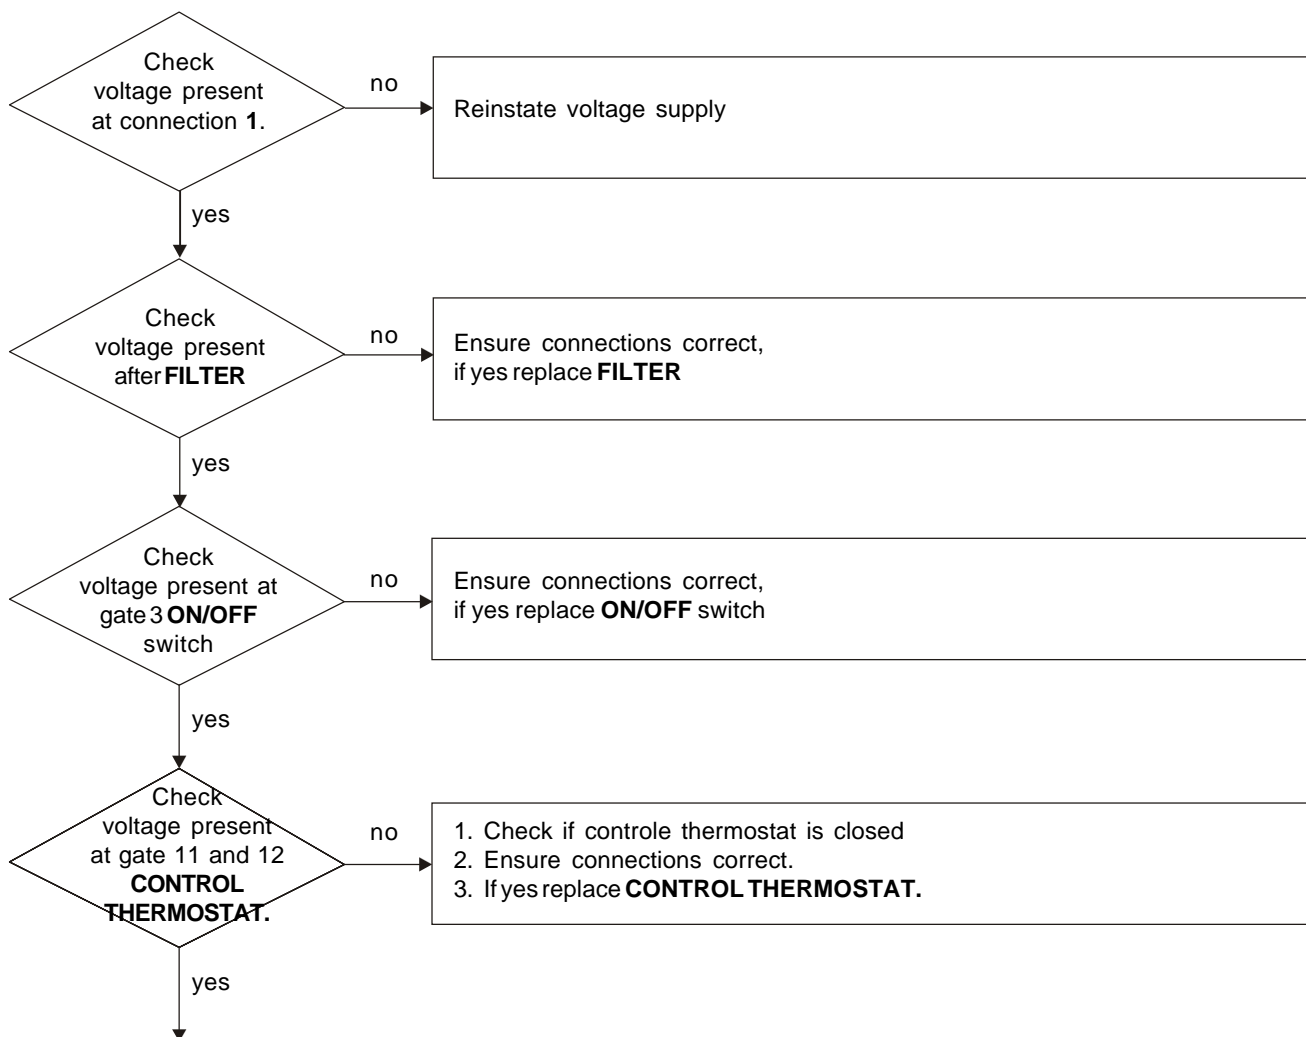 Check
voltage present
at connection 1.
no
Reinstate voltage supply
yes
Check
voltage present
after FILTER
no
Ensure connections correct,
if yes replace FILTER
yes
Check
voltage present at
gate 3 ON/OFF
switch
no
Ensure connections correct,
if yes replace ON/OFF switch
yes
Check
voltage present
at gate 11 and 12
CONTROL
THERMOSTAT.
no
1. Check if controle thermostat is closed
2. Ensure connections correct.
3. If yes replace CONTROL THERMOSTAT.
yes